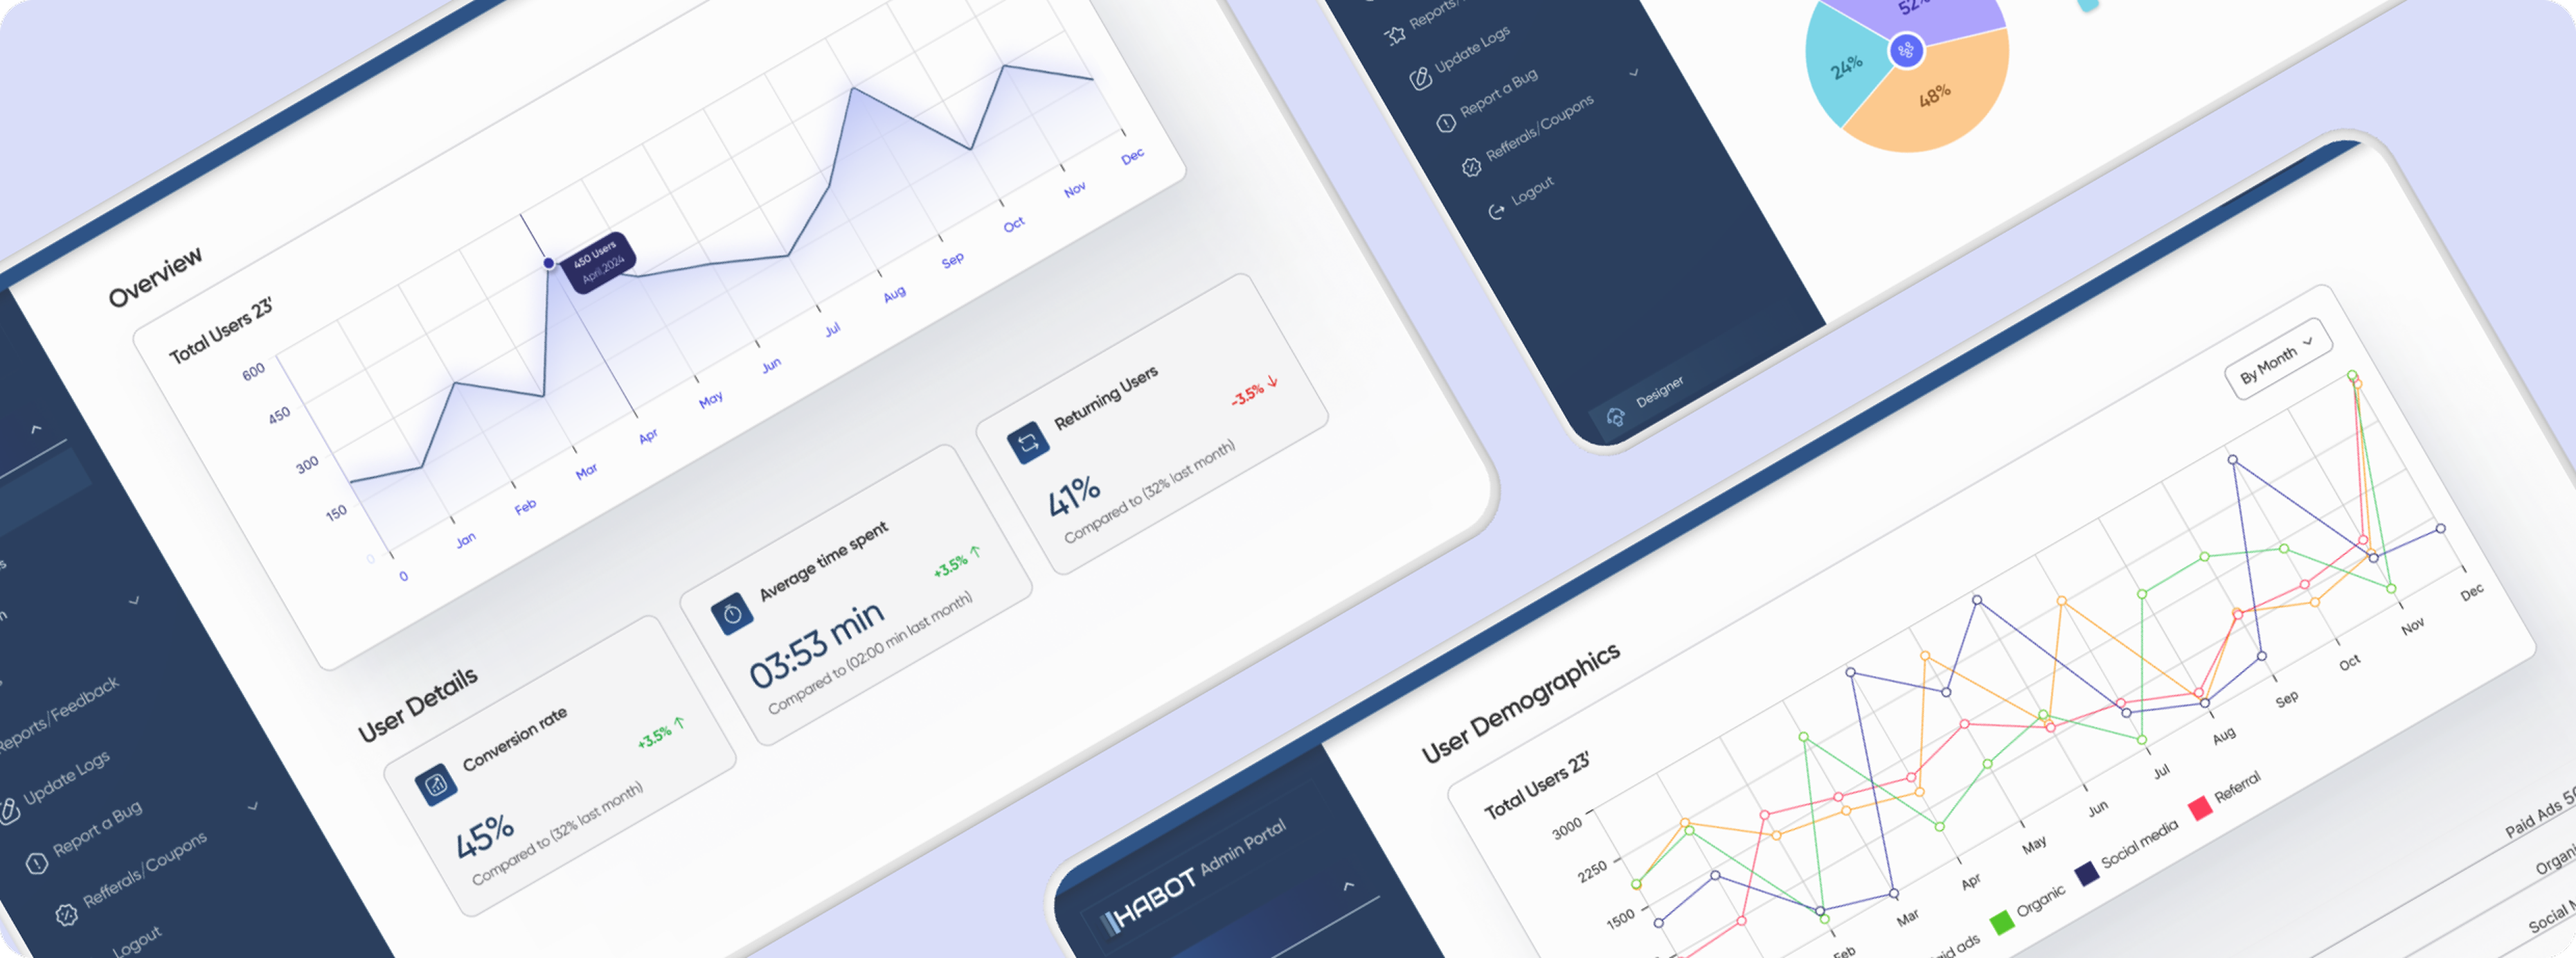 Overview
Total Users 23'
600
450
300
150
0
0
Jan
Feb
Mar
Apr
May
Jun
Jul
Aug
Sep
Oct
Nov
Dec
450 Users
April,2024
User Details
Conversion rate
+3.5%
45%
Compared to (32% last month)
Average time spent
+3.5%
03:53 min
Compared to (02:00 min last month)
Returning Users
-3.5%
41%
Compared to (32% last month)
Reports/Feedback
Update Logs
Report a Bug
Refferals/Coupons
Logout
Reports/
Update Logs
Report a Bug
Refferals/Coupons
Logout
Designer
52%
24%
48%
HABOT Admin Portal
User Demographics
Total Users 23'
By Month
3000
2250
1500
Feb
Mar
Apr
May
Jun
Jul
Aug
Sep
Oct
Nov
Dec
ads
Organic
Social media
Referral
Paid Ads